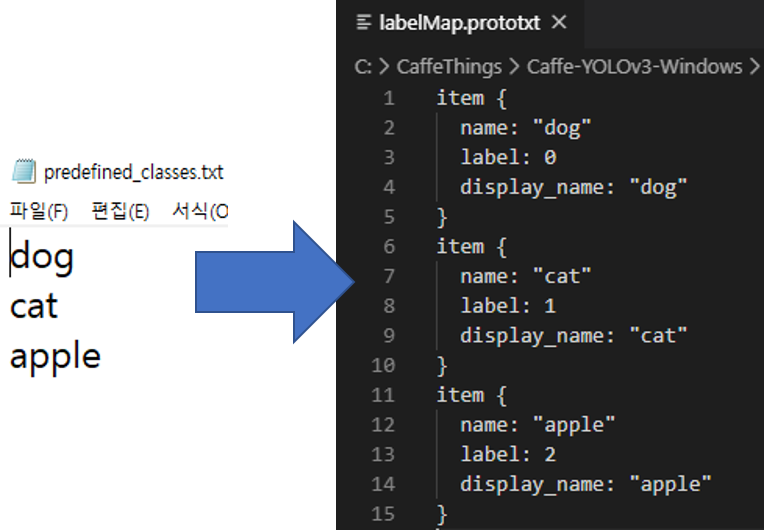 predefined_classes.txt
파일(F) 편집(E) 서식(O
dog
cat
apple
labelMap.prototxt
C: > CaffeThings > Caffe-YOLOv3-Windows >
1 item {
2 name: "dog"
3 label: 0
4 display_name: "dog"
5 }
6 item {
7 name: "cat"
8 label: 1
9 display_name: "cat"
10 }
11 item {
12 name: "apple"
13 label: 2
14 display_name: "apple"
15 }